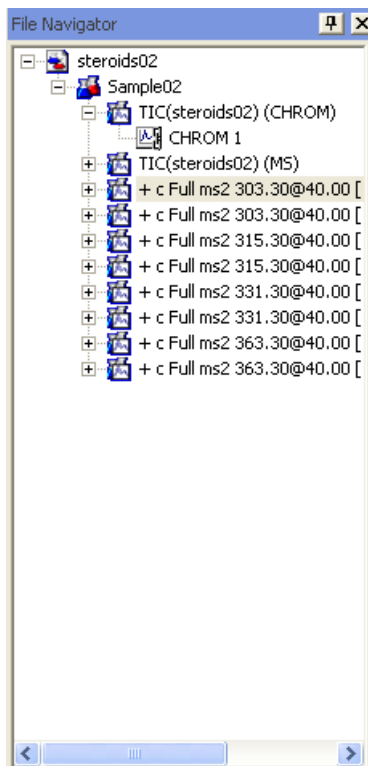 File Navigator
steroids02
Sample02
TIC(steroids02) (CHROM)
CHROM 1
TIC(steroids02) (MS)
+ c Full ms2 303.30@40.00 [
+ c Full ms2 303.30@40.00 [
+ c Full ms2 315.30@40.00 [
+ c Full ms2 315.30@40.00 [
+ c Full ms2 331.30@40.00 [
+ c Full ms2 331.30@40.00 [
+ c Full ms2 363.30@40.00 [
+ c Full ms2 363.30@40.00 [